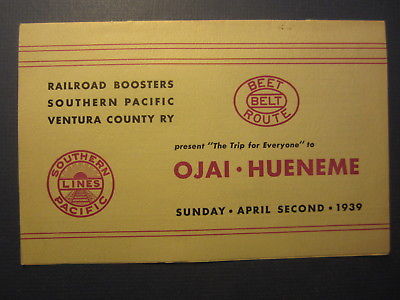 RAILROAD BOOSTERS
SOUTHERN PACIFIC
VENTURA COUNTY RY
BEET
BELT
ROUTE
present "The Trip for Everyone" to
OJAI · HUENEME
SOUTHERN
LINES
PACIFIC
SUNDAY · APRIL SECOND · 1939